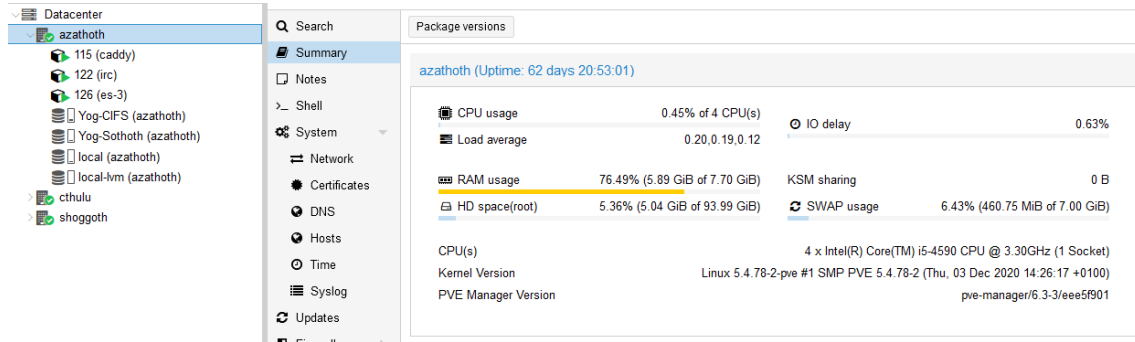 Datacenter
azathoth
115 (caddy)
122 (irc)
126 (es-3)
Yog-CIFS (azathoth)
Yog-Sothoth (azathoth)
local (azathoth)
local-lvm (azathoth)
cthulu
shoggoth
Search
Summary
Notes
Shell
System
Network
Certificates
DNS
Hosts
Time
Syslog
Updates
Package versions
azathoth (Uptime: 62 days 20:53:01)
CPU usage 0.45% of 4 CPU(s)
Load average 0.20,0.19,0.12
IO delay 0.63%
RAM usage 76.49% (5.89 GiB of 7.70 GiB)
HD space(root) 5.36% (5.04 GiB of 93.99 GiB)
KSM sharing 0 B
SWAP usage 6.43% (460.75 MiB of 7.00 GiB)
CPU(s) 4 x Intel(R) Core(TM) i5-4590 CPU @ 3.30GHz (1 Socket)
Kernel Version Linux 5.4.78-2-pve #1 SMP PVE 5.4.78-2 (Thu, 03 Dec 2020 14:26:17 +0100)
PVE Manager Version pve-manager/6.3-3/eee5f901